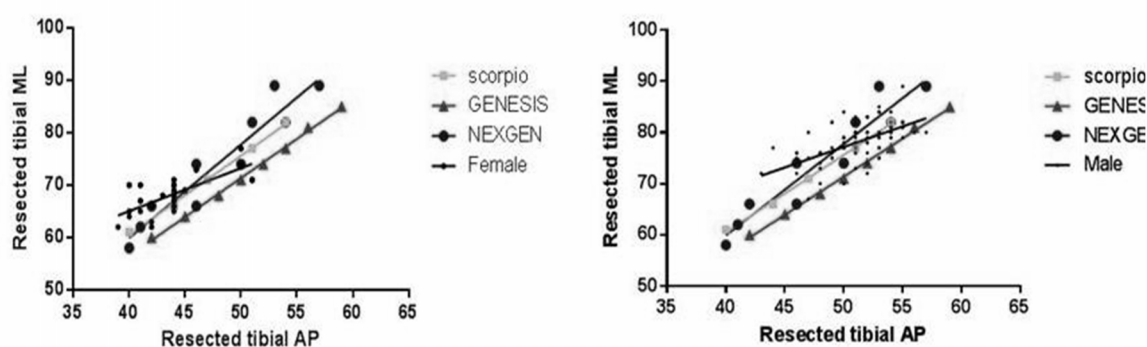 Resected tibial ML
100
90
80
70
60
50
35 40 45 50 55 60 65
Resected tibial AP
scorpio
GENESIS
NEXGEN
Female
Resected tibial ML
100
90
80
70
60
50
35 40 45 50 55 60 65
Resected tibial AP
scorpio
GENES
NEXGE
Male